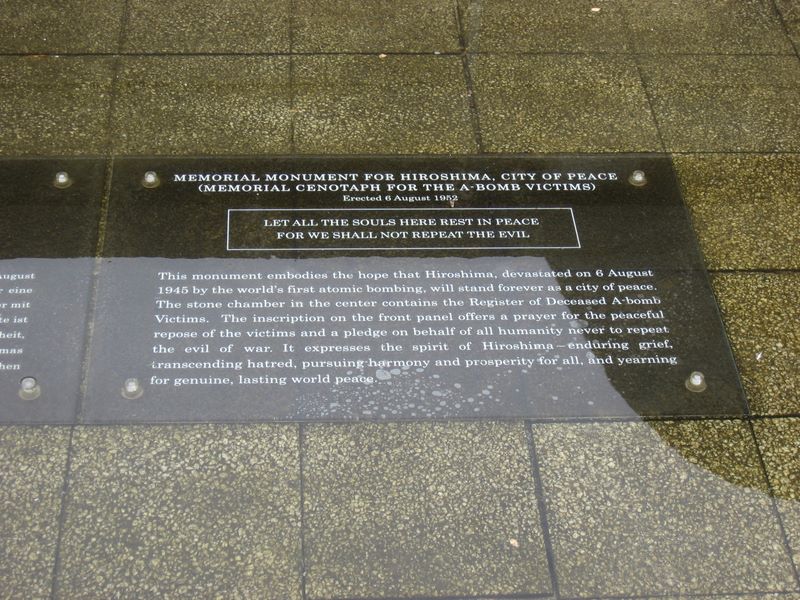 MEMORIAL MONUMENT FOR HIROSHIMA, CITY OF PEACE
(MEMORIAL CENOTAPH FOR THE A-BOMB VICTIMS)
Erected 6 August 1952
LET ALL THE SOULS HERE REST IN PEACE
FOR WE SHALL NOT REPEAT THE EVIL
This monument embodies the hope that Hiroshima, devastated on 6 August
1945 by the world's first atomic bombing, will stand forever as a city of peace.
The stone chamber in the center contains the Register of Deceased A-bomb
Victims. The inscription on the front panel offers a prayer for the peaceful
repose of the victims and a pledge on behalf of all humanity never to repeat
the evil of war. It expresses the spirit of Hiroshima – enduring grief,
transcending hatred, pursuing harmony and prosperity for all, and yearning
for genuine, lasting world peace.
August
eine
mit
ist